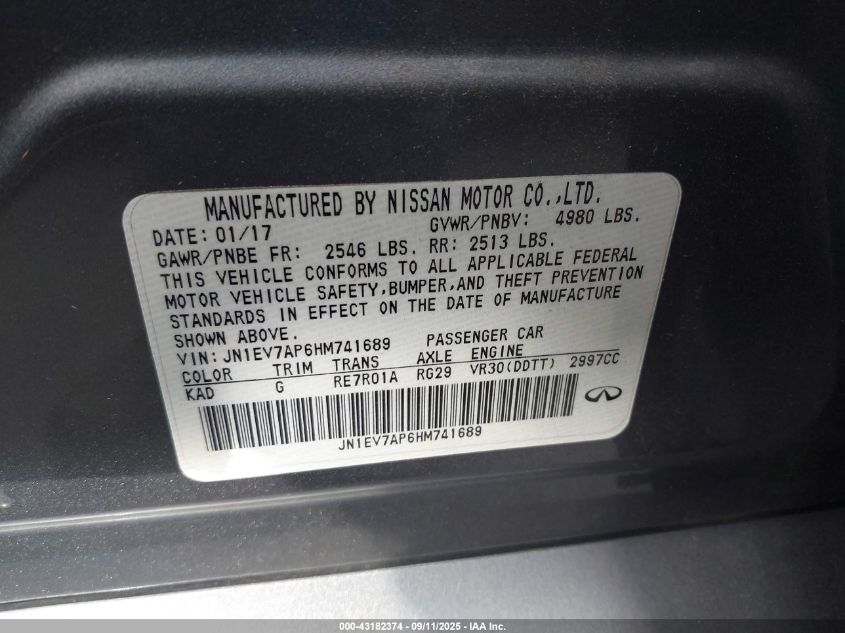 MANUFACTURED BY NISSAN MOTOR CO.,LTD.
DATE: 01/17 GVWR/PNBV: 4980 LBS.
GAWR/PNBE FR: 2546 LBS. RR: 2513 LBS.
THIS VEHICLE CONFORMS TO ALL APPLICABLE FEDERAL
MOTOR VEHICLE SAFETY,BUMPER,AND THEFT PREVENTION
STANDARDS IN EFFECT ON THE DATE OF MANUFACTURE
SHOWN ABOVE.
VIN: JN1EV7AP6HM741689 PASSENGER CAR
COLOR TRIM TRANS AXLE ENGINE
KAD G RE7R01A RG29 VR30(DDTT) 2997CC
JN1EV7AP6HM741689
000-43182374 - 09/11/2025 - IAA Inc.